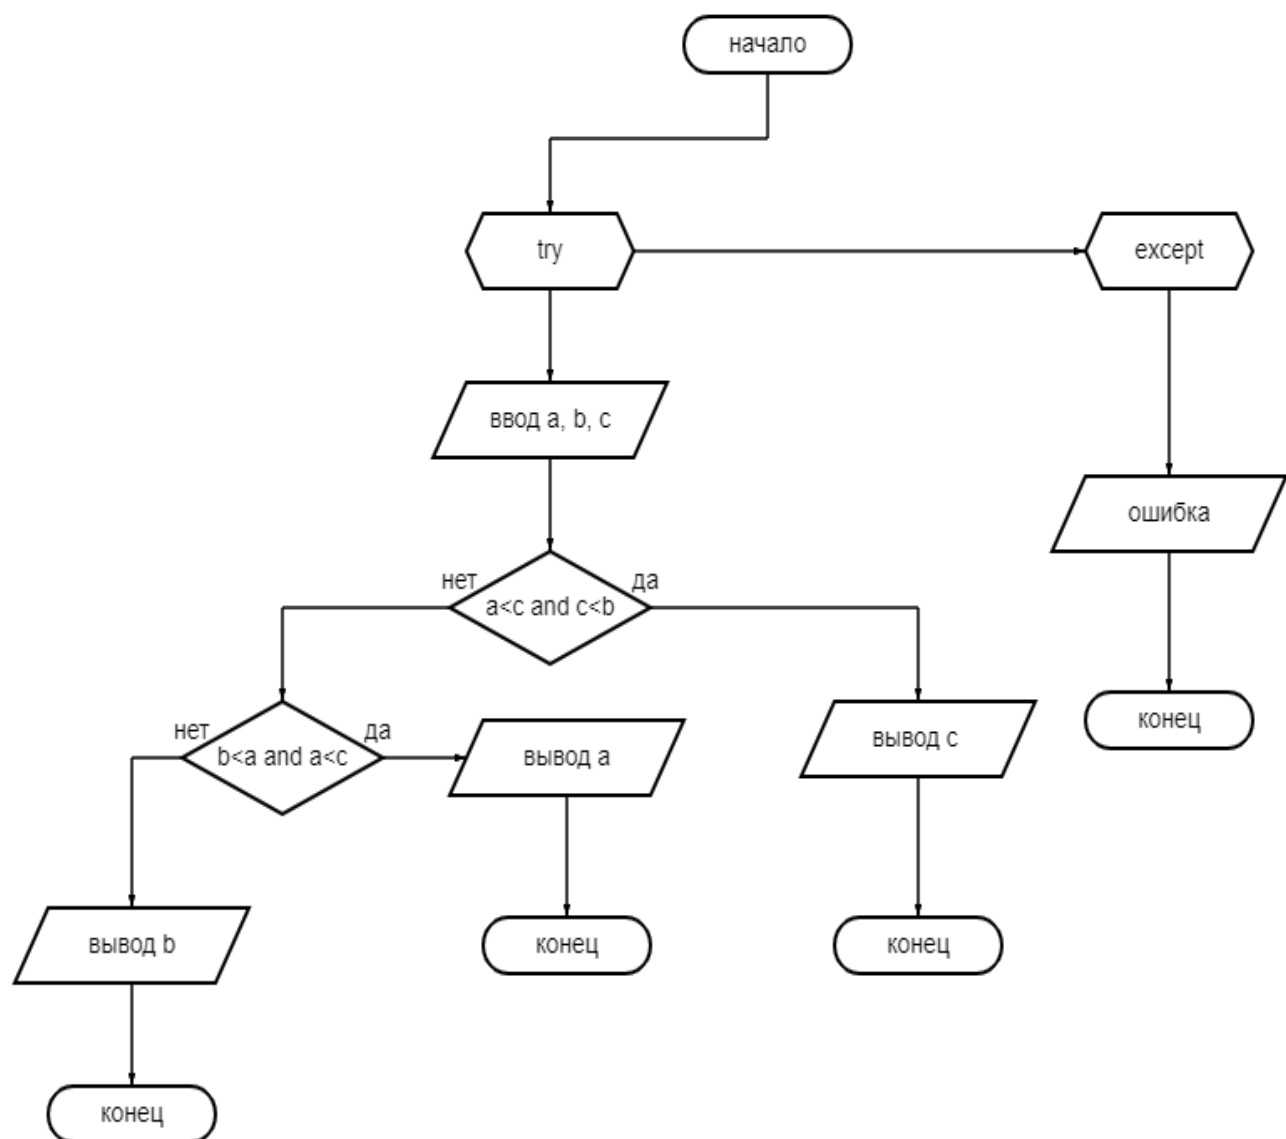 начало
try
except
ввод a, b, c
ошибка
нет
да
a<c and c<b
конец
нет
да
b<a and a<c
вывод a
вывод c
вывод b
конец
конец
конец